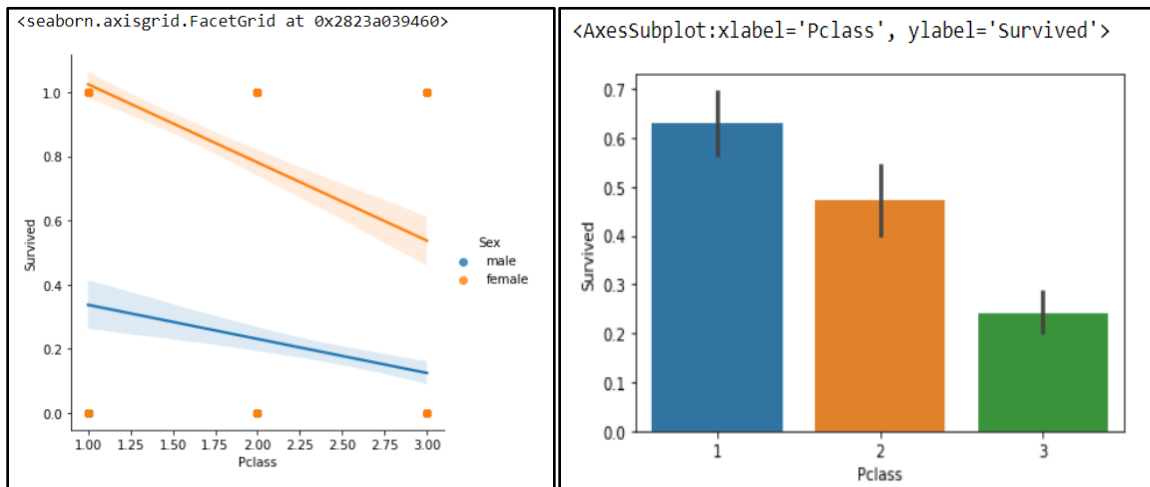 <seaborn.axisgrid.FacetGrid at 0x2823a039460>
1.0
0.8
0.6
0.4
0.2
0.0
Survived
1.00 1.25 1.50 1.75 2.00 2.25 2.50 2.75 3.00
Pclass
Sex
male
female
<AxesSubplot:xlabel='Pclass', ylabel='Survived'>
0.7
0.6
0.5
0.4
0.3
0.2
0.1
0.0
Survived
1 2 3
Pclass